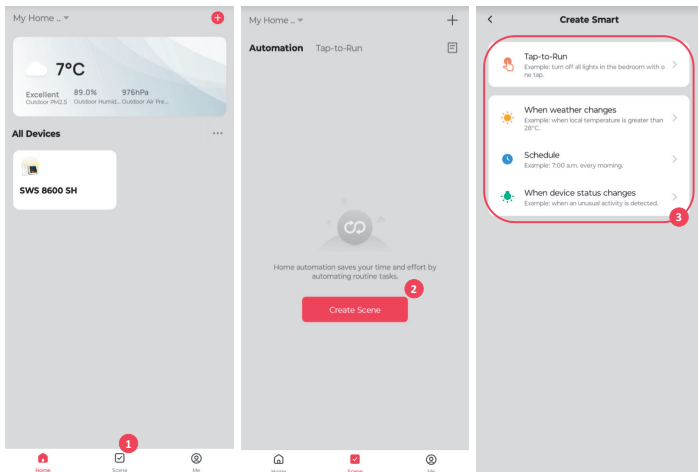 My Home ..
7°C
Excellent 89.0% 976hPa
Outdoor PM2.5 Outdoor Humid... Outdoor Air Pre...
All Devices
SWS 8600 SH
1
Home Scene Me
My Home ..
Automation Tap-to-Run
Home automation saves your time and effort by
automating routine tasks.
2
Create Scene
Home Scene Me
Create Smart
Tap-to-Run
Example: turn off all lights in the bedroom with o
ne tap.
When weather changes
Example: when local temperature is greater than
28°C.
Schedule
Example: 7:00 a.m. every morning.
When device status changes
Example: when an unusual activity is detected.
3